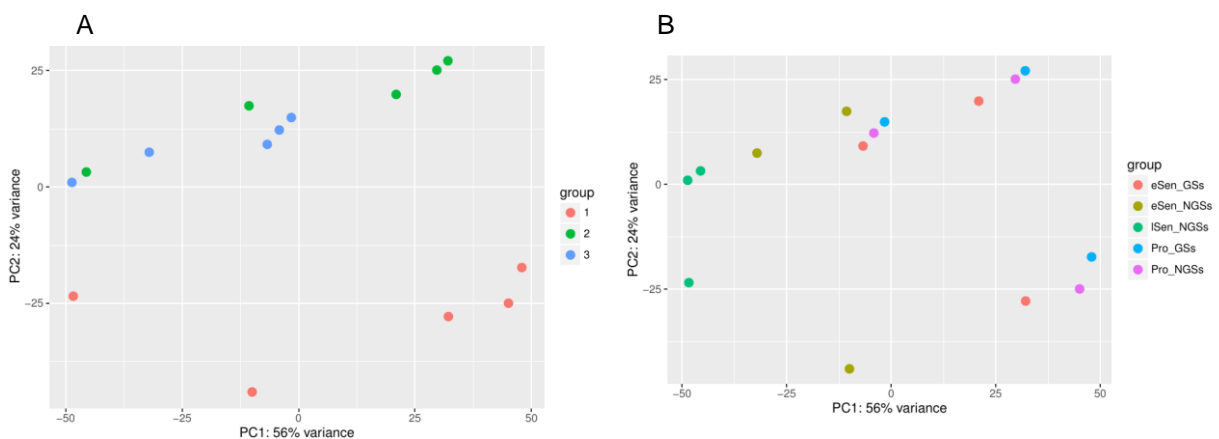 A
25
0
−25
−50
−25
0
25
50
PC1: 56% variance
PC2: 24% variance
group
1
2
3
B
25
0
−25
−50
−25
0
25
50
PC1: 56% variance
PC2: 24% variance
group
eSen_GSs
eSen_NGSs
lSen_NGSs
Pro_GSs
Pro_NGSs